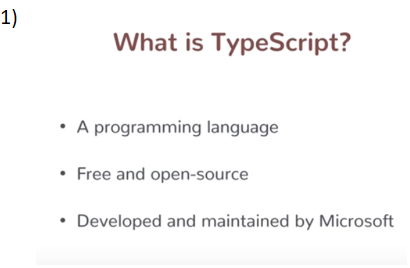 1)
What is TypeScript?
• A programming language
• Free and open-source
• Developed and maintained by Microsoft